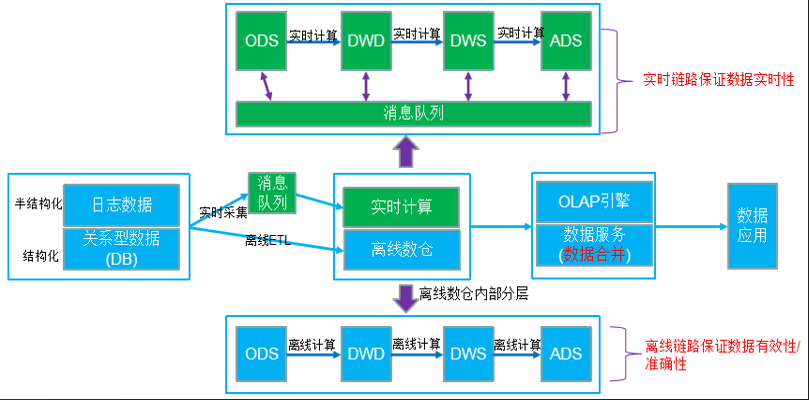 ODS
实时计算
DWD
实时计算
DWS
实时计算
ADS
消息队列
实时链路保证数据实时性
半结构化
日志数据
结构化
关系型数据
(DB)
实时采集
消息
队列
离线ETL
实时计算
离线数仓
OLAP引擎
数据服务
(数据合并)
数据
应用
离线数仓内部分层
ODS
离线计算
DWD
离线计算
DWS
离线计算
ADS
离线链路保证数据有效性/
准确性